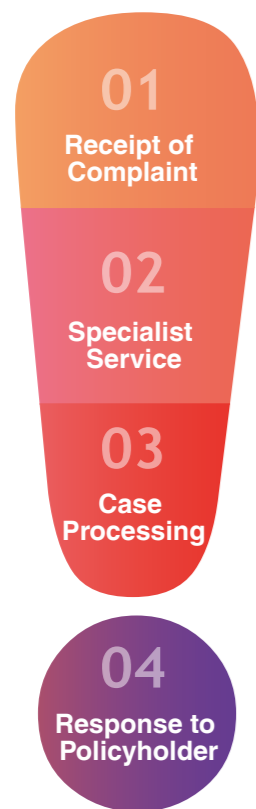 01
Receipt of
Complaint
02
Specialist
Service
03
Case
Processing
04
Response to
Policyholder